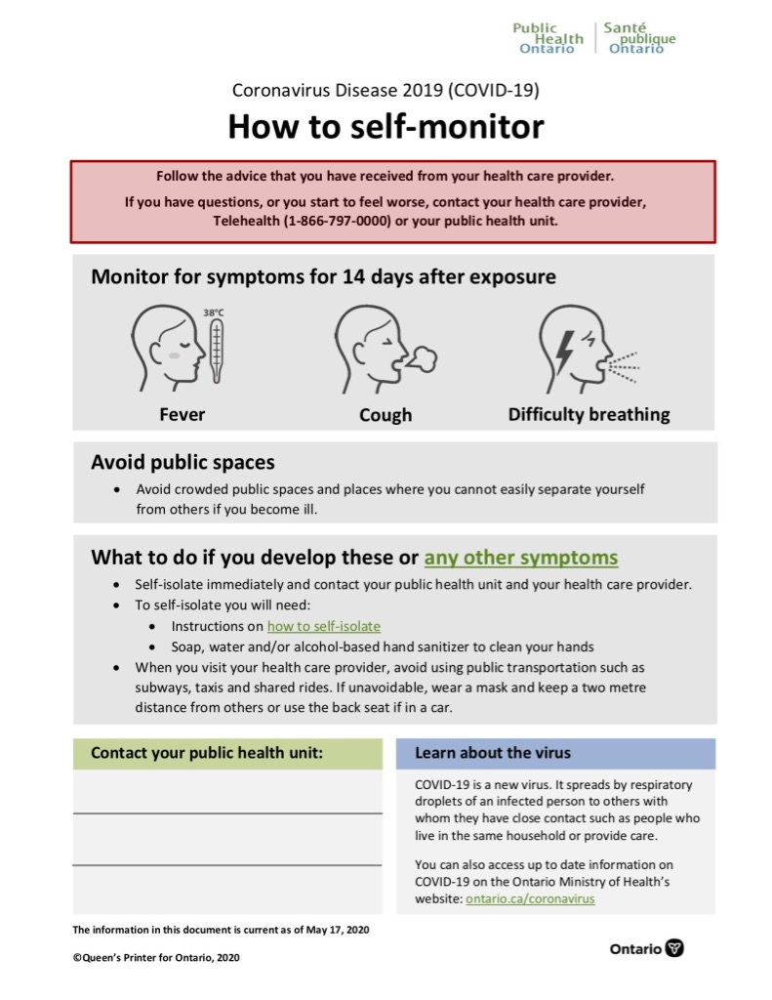 Public Health Ontario
Santé publique Ontario
Coronavirus Disease 2019 (COVID-19)
How to self-monitor
Follow the advice that you have received from your health care provider.
If you have questions, or you start to feel worse, contact your health care provider,
Telehealth (1-866-797-0000) or your public health unit.
Monitor for symptoms for 14 days after exposure
38°C
Fever
Cough
Difficulty breathing
Avoid public spaces
• Avoid crowded public spaces and places where you cannot easily separate yourself
from others if you become ill.
What to do if you develop these or any other symptoms
• Self-isolate immediately and contact your public health unit and your health care provider.
• To self-isolate you will need:
• Instructions on how to self-isolate
• Soap, water and/or alcohol-based hand sanitizer to clean your hands
• When you visit your health care provider, avoid using public transportation such as
subways, taxis and shared rides. If unavoidable, wear a mask and keep a two metre
distance from others or use the back seat if in a car.
Contact your public health unit:
Learn about the virus
COVID-19 is a new virus. It spreads by respiratory
droplets of an infected person to others with
whom they have close contact such as people who
live in the same household or provide care.
You can also access up to date information on
COVID-19 on the Ontario Ministry of Health's
website: ontario.ca/coronavirus
The information in this document is current as of May 17, 2020
©Queen's Printer for Ontario, 2020
Ontario